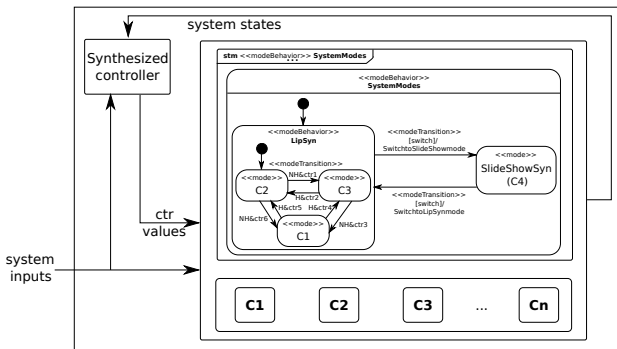 system states
Synthesized
controller
stm <<modeBehavior>> SystemModes
...
<<modeBehavior>>
SystemModes
<<modeBehavior>>
LipSyn
<<modeTransition>>
[switch]/
SwitchtoSlideShowmode
<<mode>>
SlideShowSyn
(C4)
<<modeTransition>>
[switch]/
SwitchtoLipSynmode
<<modeTransition>>
NH&ctr1
<<mode>>
C2
<<mode>>
C3
H&ctr2
H&ctr5
H&ctr4
NH&ctr6
NH&ctr3
<<mode>>
C1
ctr
values
system
inputs
C1
C2
C3
...
Cn